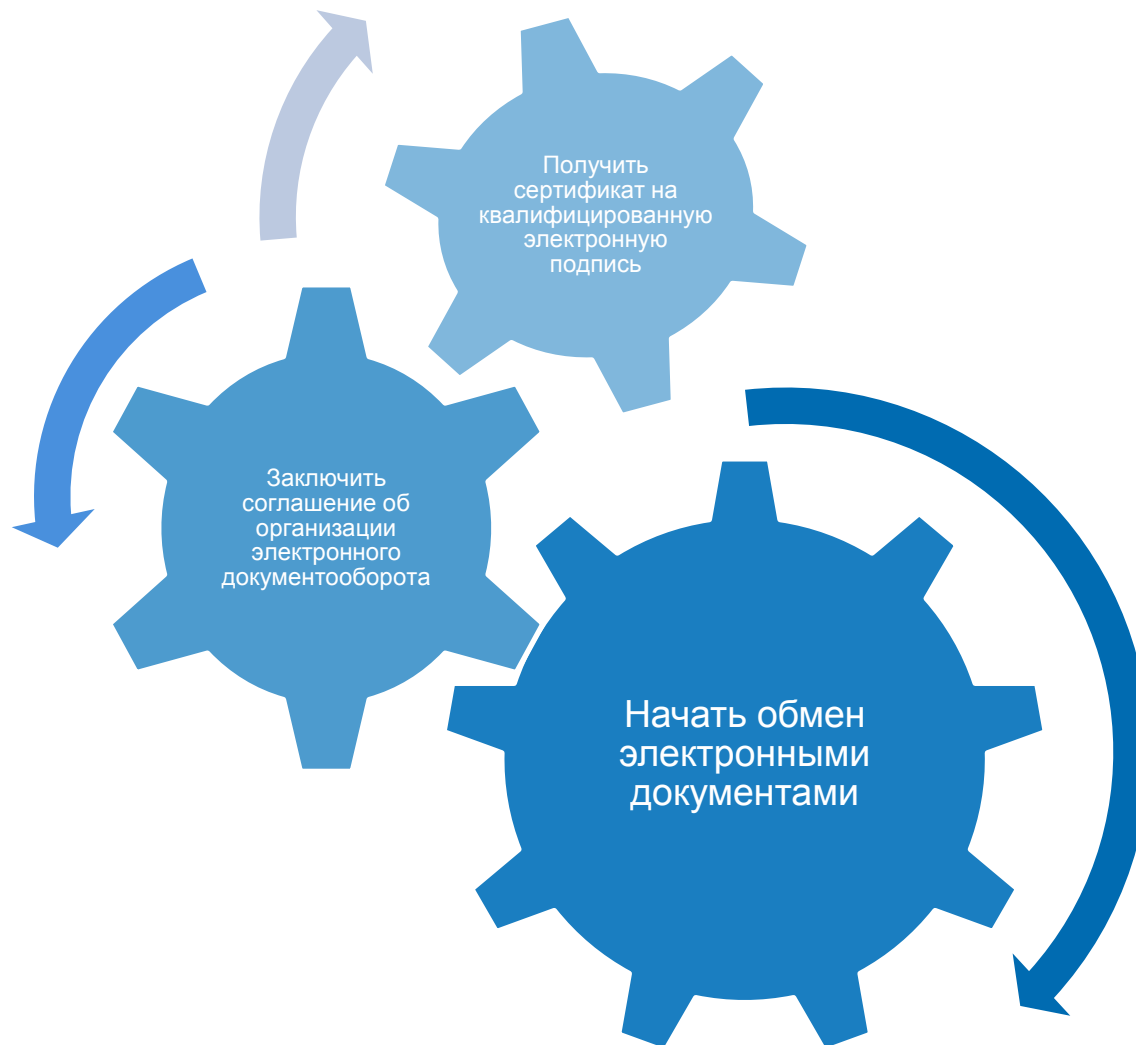 Получить
сертификат на
квалифицированную
электронную
подпись
Заключить
соглашение об
организации
электронного
документооборота
Начать обмен
электронными
документами